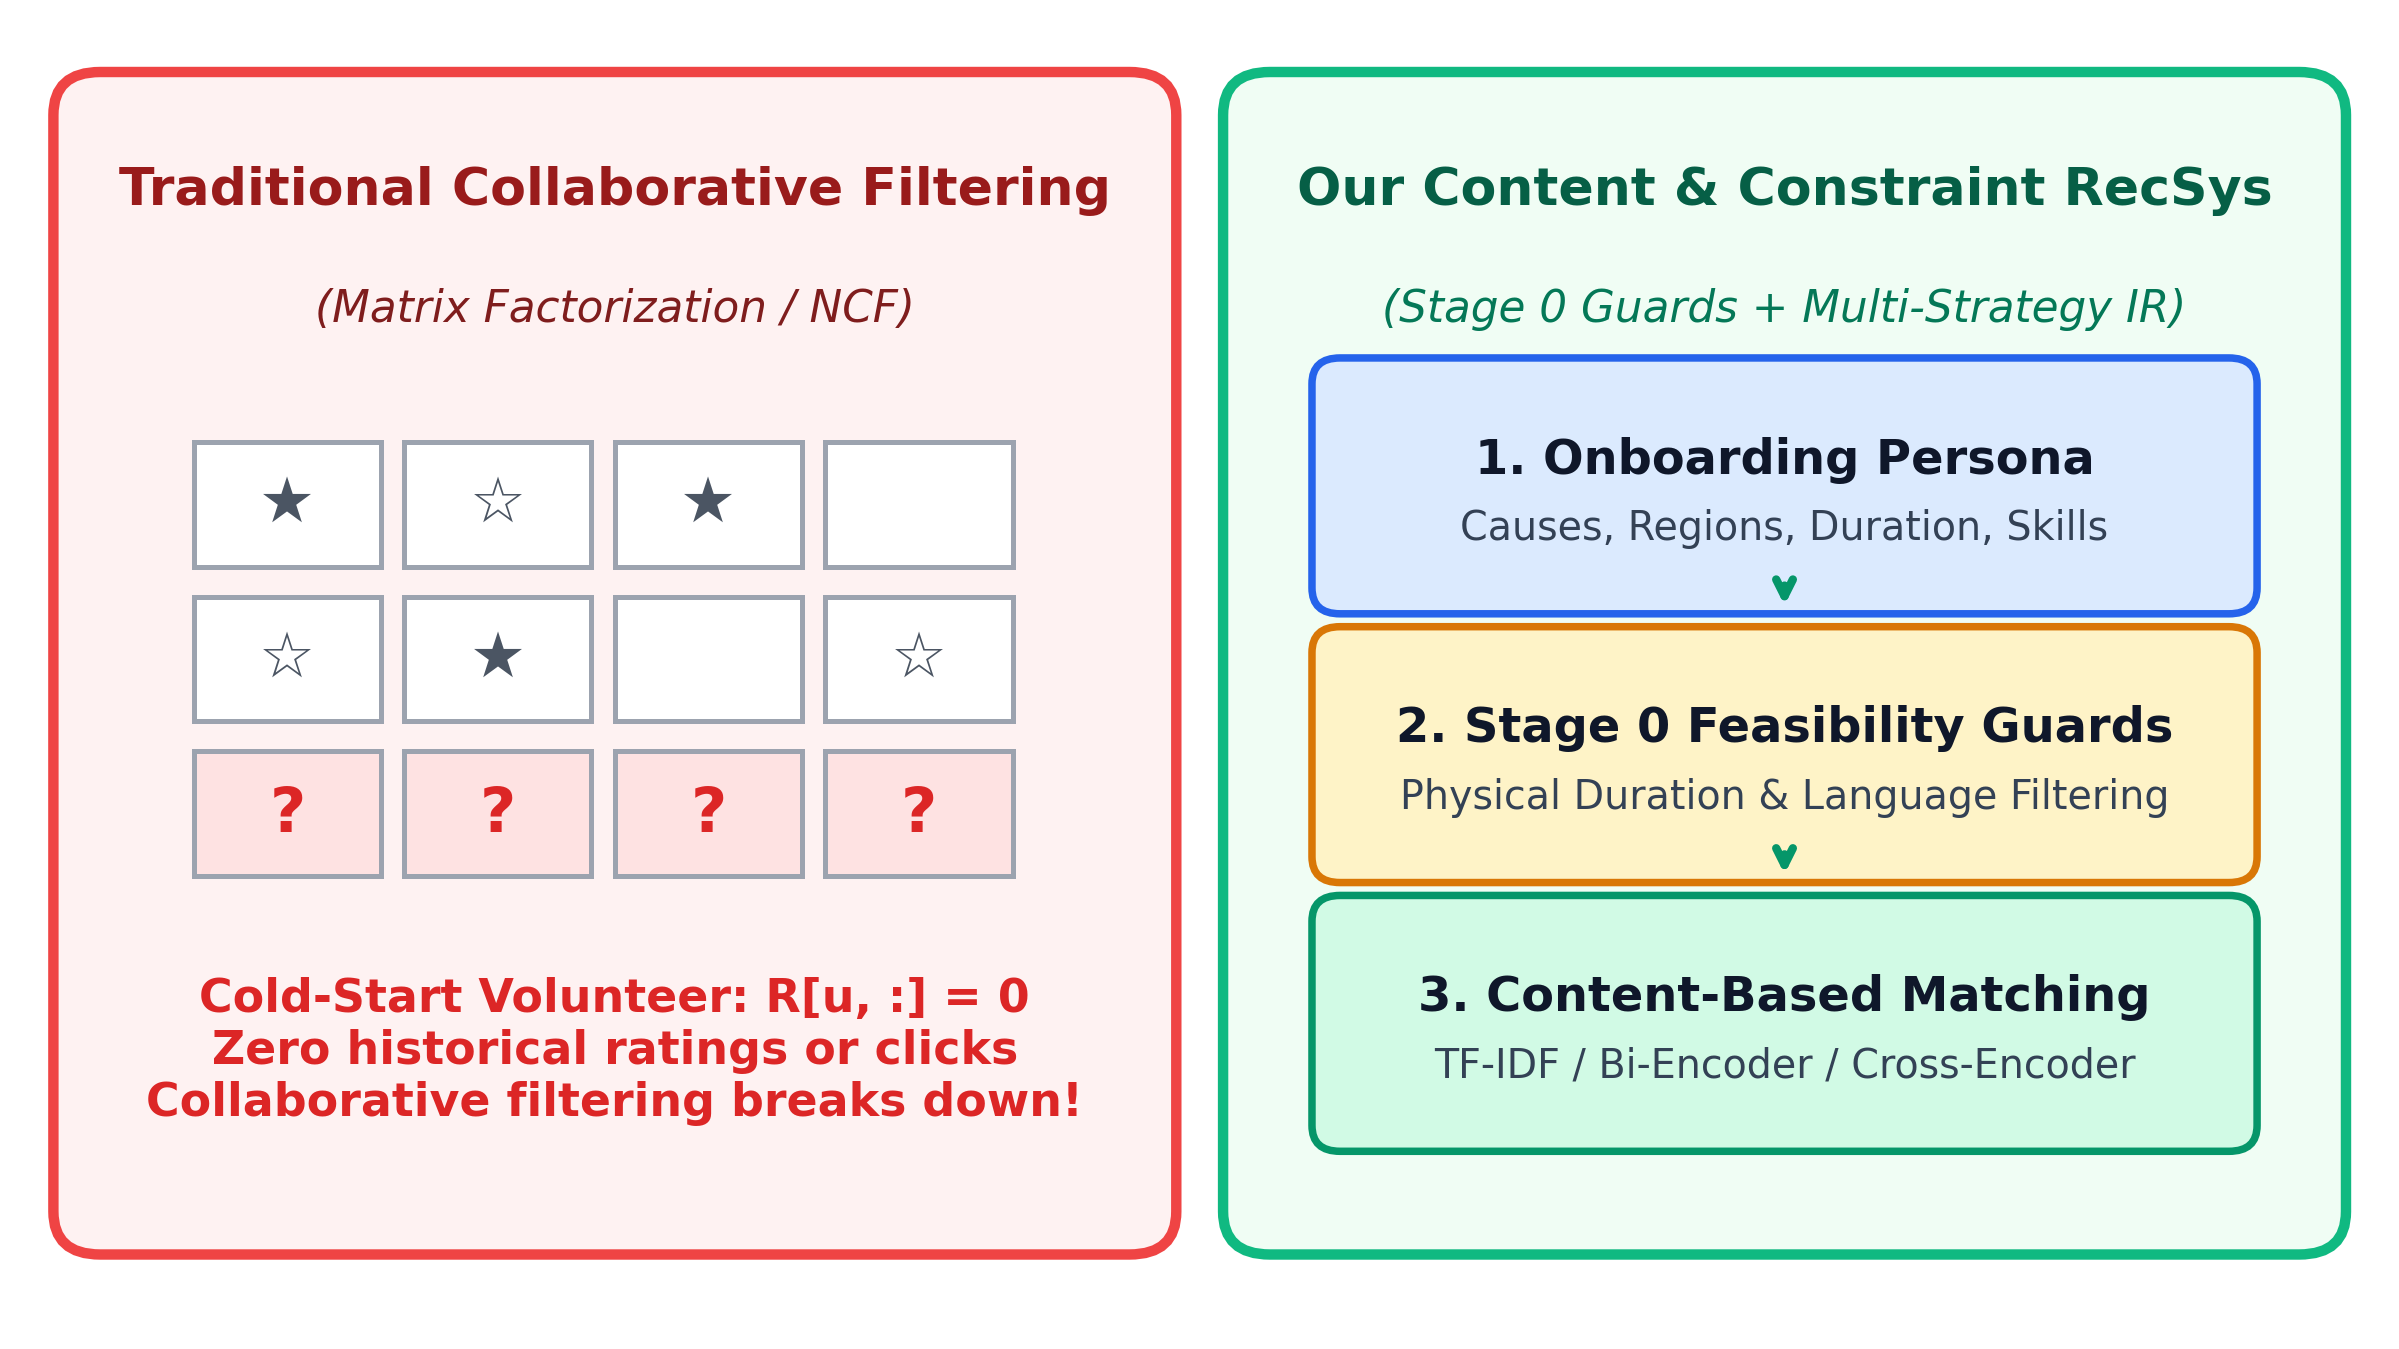 Traditional Collaborative Filtering
(Matrix Factorization / NCF)
★ ☆ ★
☆ ★ ☆
? ? ? ?
Cold-Start Volunteer: R[u, :] = 0
Zero historical ratings or clicks
Collaborative filtering breaks down!
Our Content & Constraint RecSys
(Stage 0 Guards + Multi-Strategy IR)
1. Onboarding Persona
Causes, Regions, Duration, Skills
2. Stage 0 Feasibility Guards
Physical Duration & Language Filtering
3. Content-Based Matching
TF-IDF / Bi-Encoder / Cross-Encoder